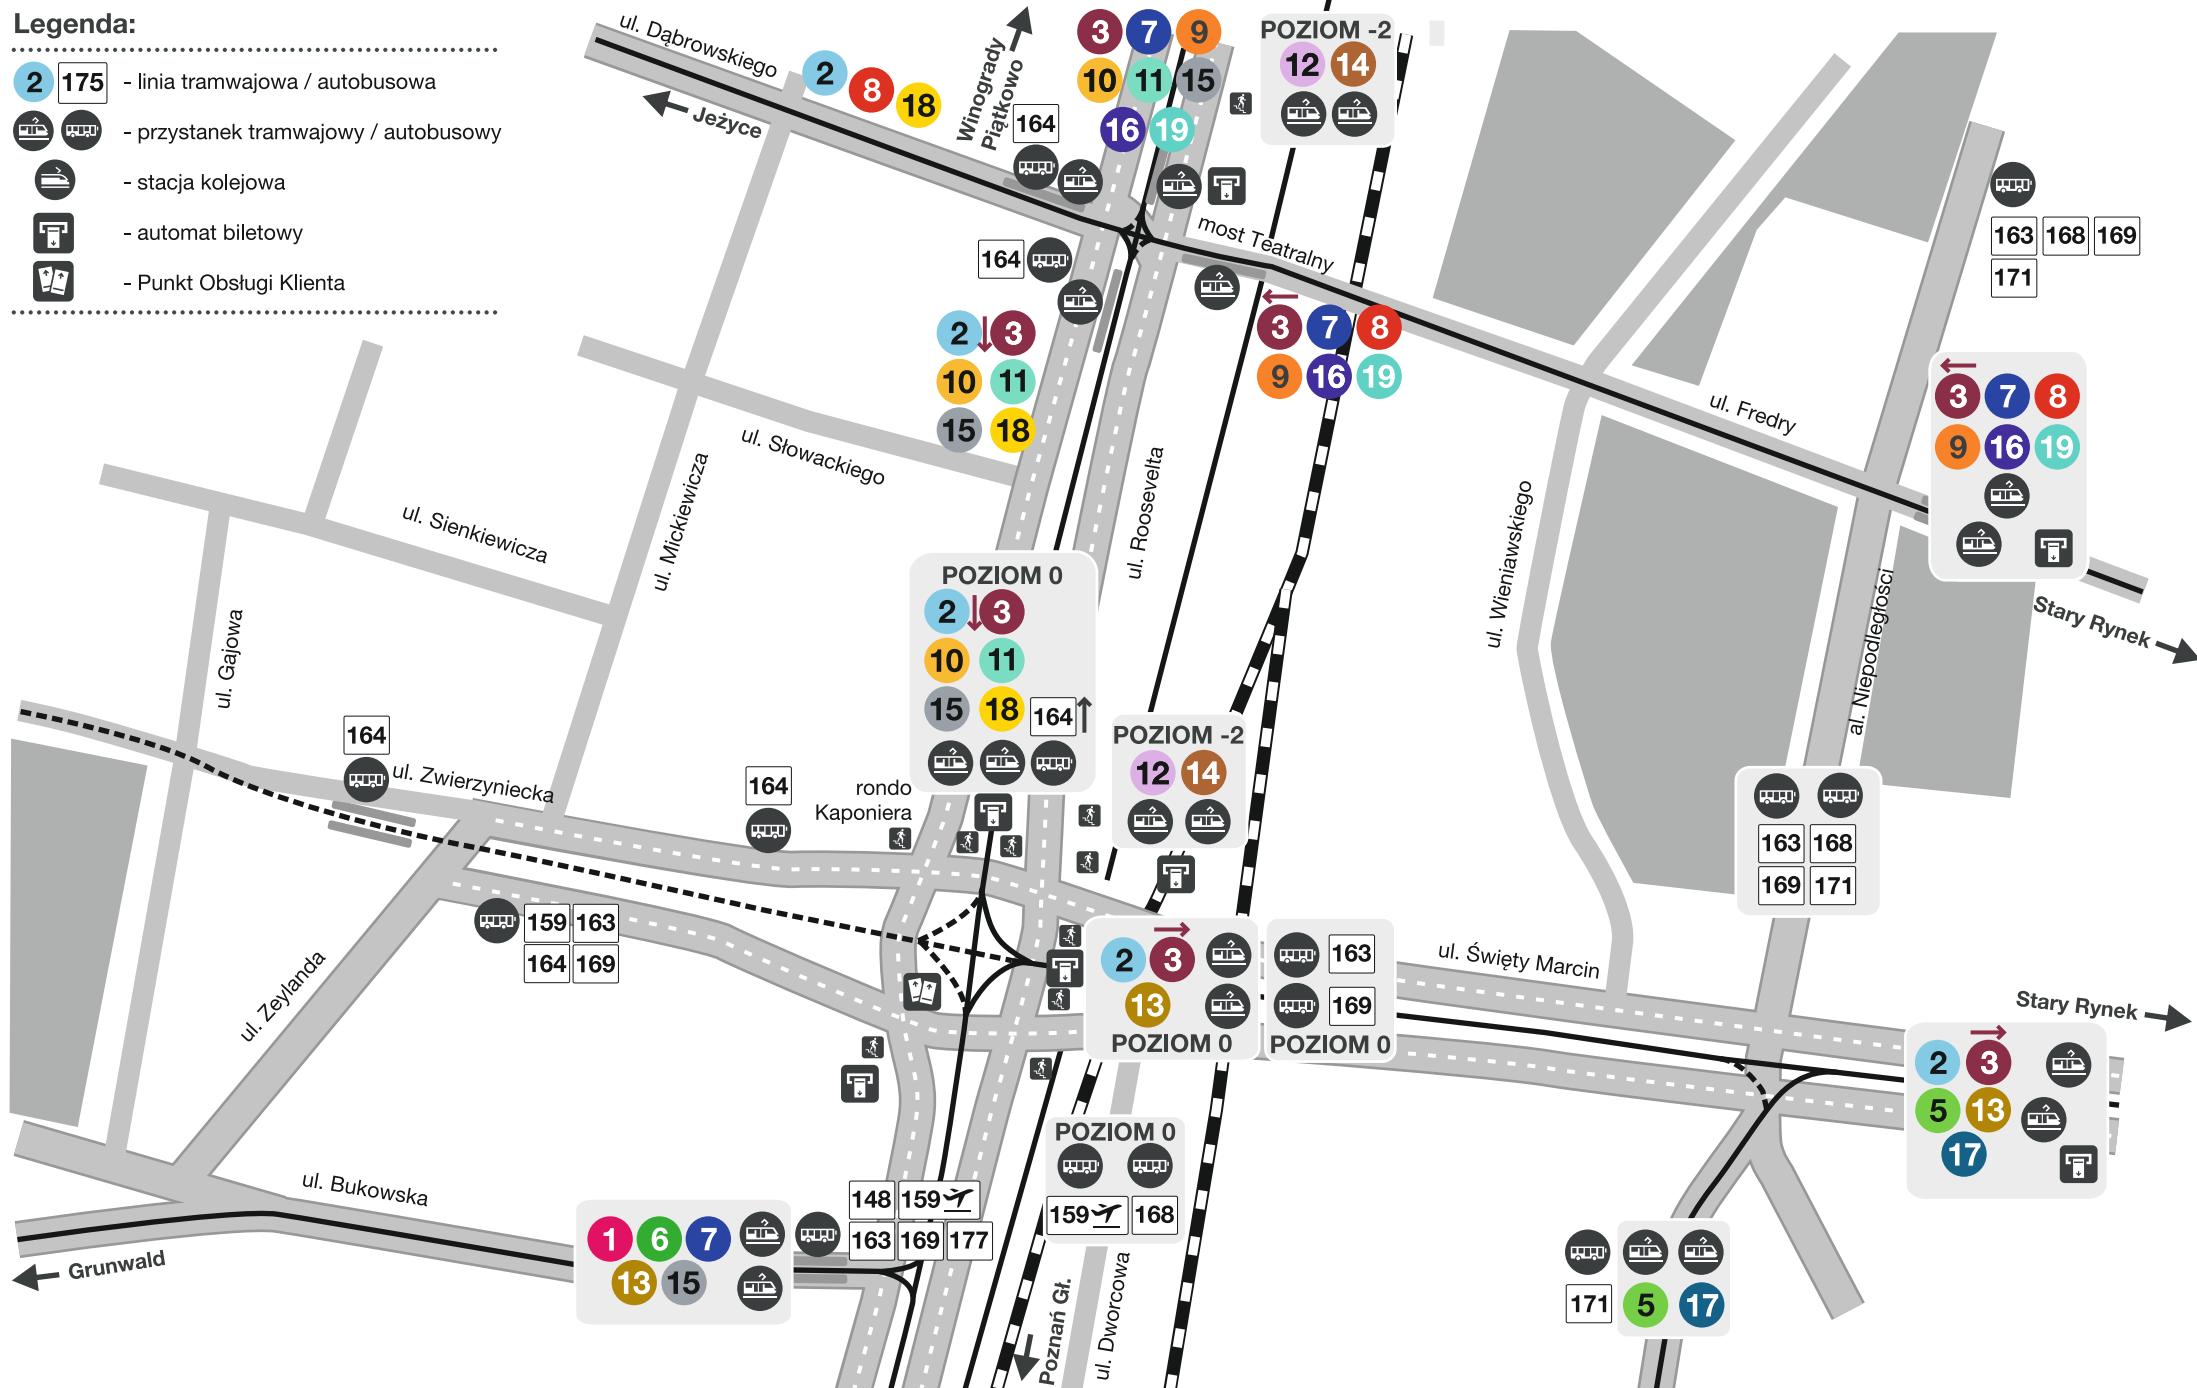 Legenda:
2 175 - linia tramwajowa / autobusowa
- przystanek tramwajowy / autobusowy
- stacja kolejowa
- automat biletowy
- Punkt Obsługi Klienta
ul. Dąbrowskiego
2 8 18
Jeżyce
Winogrady
Piątkowo
164
3 7 9
10 11 15
16 19
POZIOM -2
12 14
most Teatralny
164
2 3
10 11
15 18
3 7 8
9 16 19
163 168 169
171
ul. Fredry
3 7 8
9 16 19
Stary Rynek
ul. Słowackiego
ul. Sienkiewicza
ul. Mickiewicza
ul. Roosevelta
ul. Wieniawskiego
al. Niepodległości
ul. Gajowa
POZIOM 0
2 3
10 11
15 18 164
POZIOM -2
12 14
164
ul. Zwierzyniecka
164
rondo
Kaponiera
163 168
169 171
159 163
164 169
ul. Zeylanda
2 3
13
POZIOM 0
163
169
POZIOM 0
ul. Święty Marcin
Stary Rynek
2 3
5 13
17
POZIOM 0
159 168
ul. Bukowska
Grunwald
1 6 7
13 15
148 159
163 169 177
Poznań Gł.
ul. Dworcowa
171 5 17